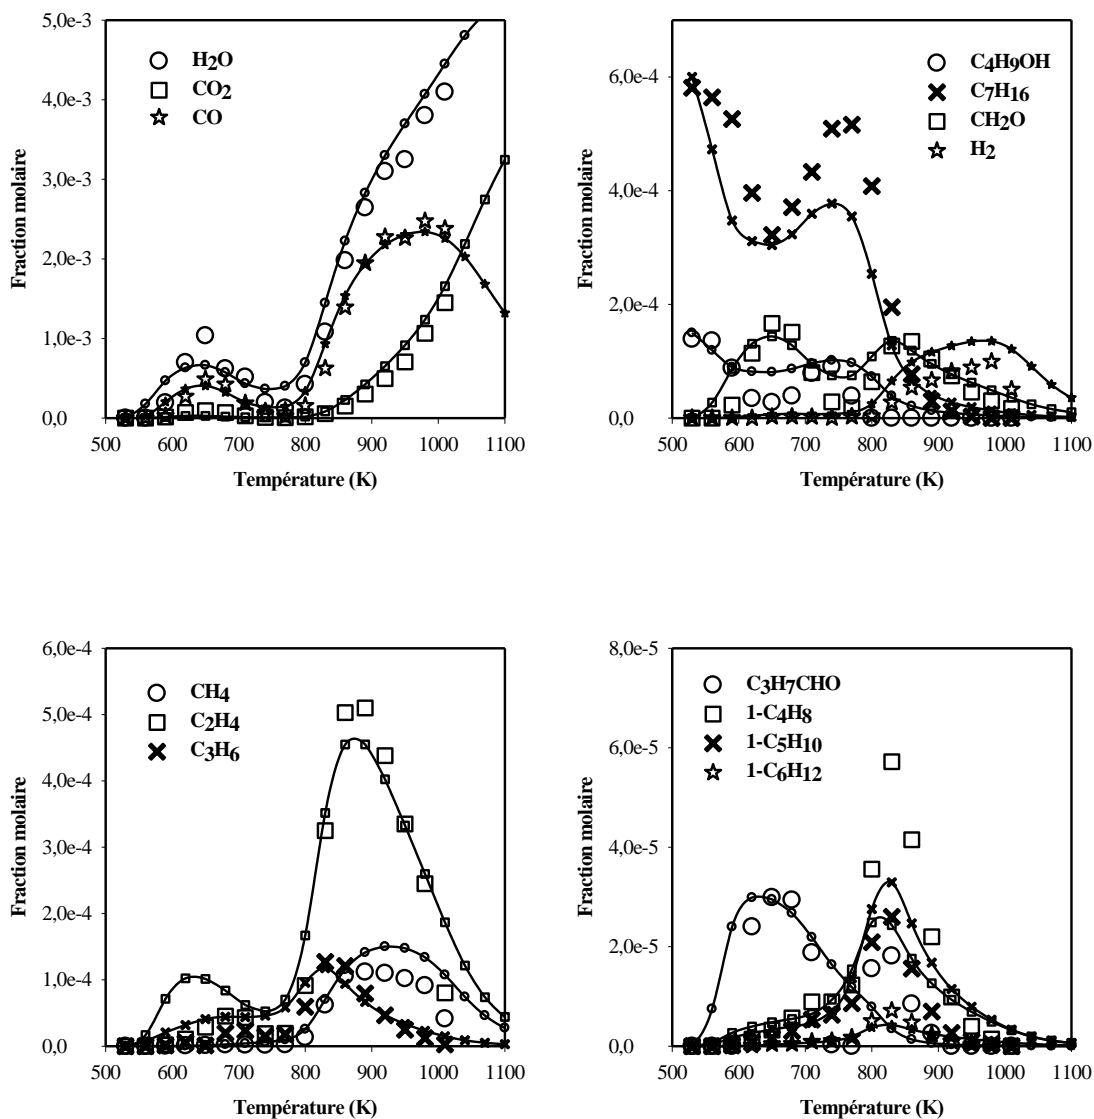 5,0e-3
4,0e-3
3,0e-3
2,0e-3
1,0e-3
0,0
Fraction molaire
H2O
CO2
CO
500 600 700 800 900 1000 1100
Température (K)
6,0e-4
4,0e-4
2,0e-4
0,0
Fraction molaire
C4H9OH
C7H16
CH2O
H2
500 600 700 800 900 1000 1100
Température (K)
6,0e-4
5,0e-4
4,0e-4
3,0e-4
2,0e-4
1,0e-4
0,0
Fraction molaire
CH4
C2H4
C3H6
500 600 700 800 900 1000 1100
Température (K)
8,0e-5
6,0e-5
4,0e-5
2,0e-5
0,0
Fraction molaire
C3H7CHO
1-C4H8
1-C5H10
1-C6H12
500 600 700 800 900 1000 1100
Température (K)